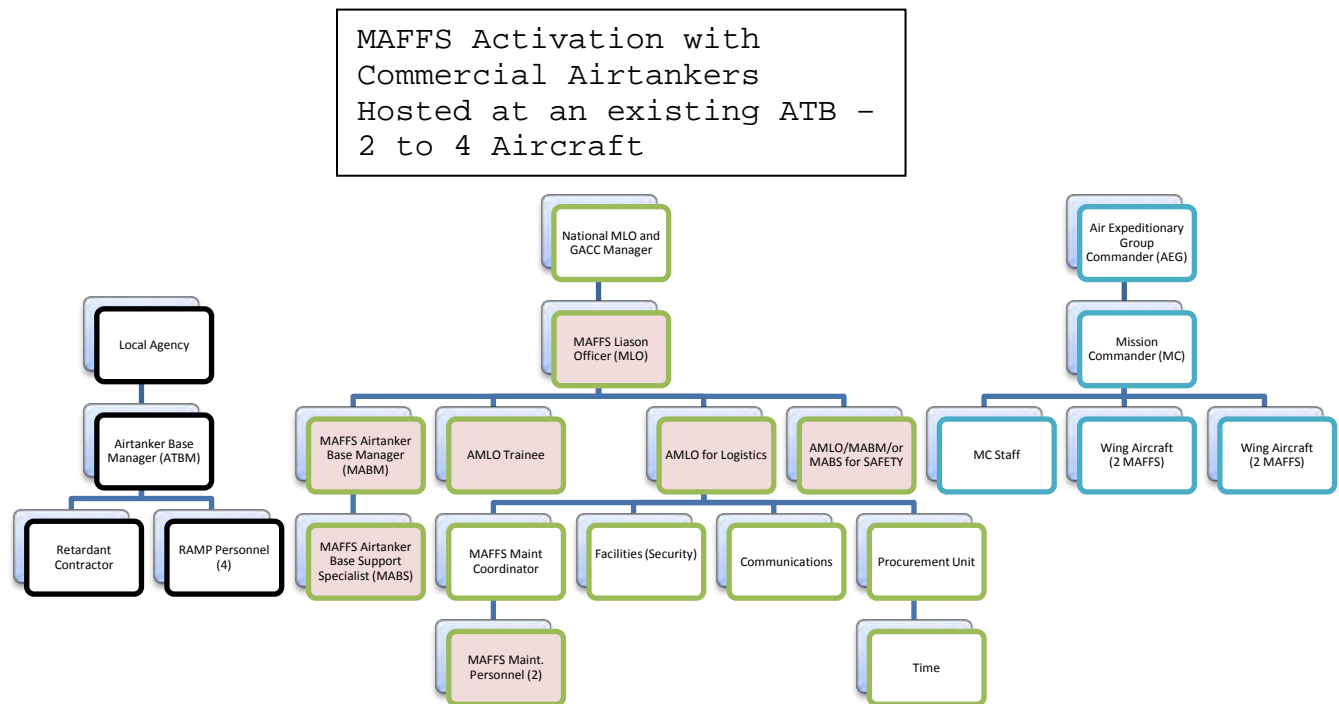 MAFFS Activation with
Commercial Airtankers
Hosted at an existing ATB –
2 to 4 Aircraft
National MLO and
GACC Manager
Air Expeditionary
Group
Commander (AEG)
Local Agency
MAFFS Liason
Officer (MLO)
Mission
Commander (MC)
Airtanker Base
Manager (ATBM)
MAFFS Airtanker
Base Manager
(MABM)
AMLO Trainee
AMLO for Logistics
AMLO/MABM/or
MABS for SAFETY
MC Staff
Wing Aircraft
(2 MAFFS)
Wing Aircraft
(2 MAFFS)
Retardant
Contractor
RAMP Personnel
(4)
MAFFS Airtanker
Base Support
Specialist (MABS)
MAFFS Maint
Coordinator
Facilities (Security)
Communications
Procurement Unit
MAFFS Maint.
Personnel (2)
Time